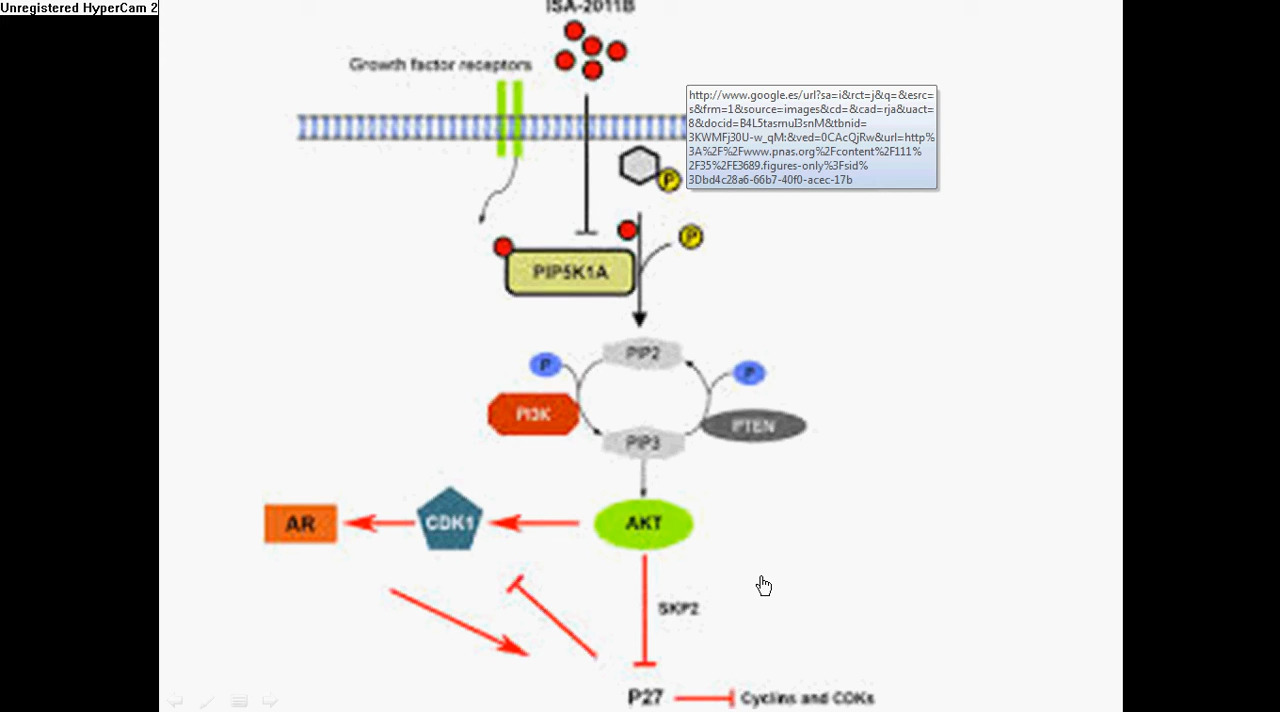 Unregistered HyperCam 2
ISA-2011B
Growth factor receptors
http://www.google.es/url?sa=i&rct=j&q=&esrc=
s&frm=1&source=images&cd=&cad=rja&uact=
8&docid=B4L5tasmuI3snM&tbnid=
3KWMFj30U-w_qM:&ved=0CAcQjRw&url=http%
3A%2F%2Fwww.pnas.org%2Fcontent%2F111%
2F35%2FE3689.figures-only%3Fsid%
3Dbd4c28a6-66b7-40f0-acec-17b
P
P
PIP5K1A
PIP2
P
P
PI3K
PTEN
PIP3
AR
CDK1
AKT
SKP2
P27
Cyclins and CDKs